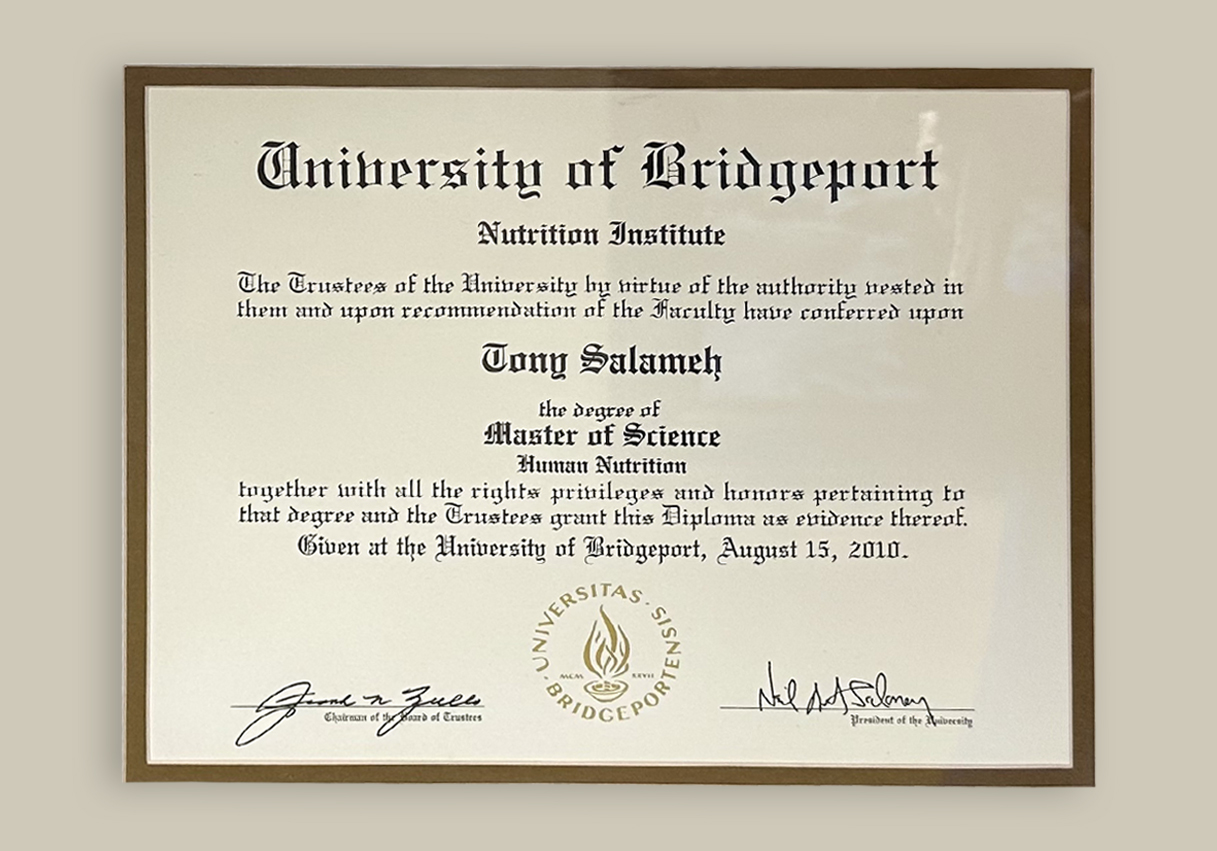 University of Bridgeport
Nutrition Institute
The Trustees of the University by virtue of the authority vested in
them and upon recommendation of the Faculty have conferred upon
Tony Salameh
the degree of
Master of Science
Human Nutrition
together with all the rights privileges and honors pertaining to
that degree and the Trustees grant this Diploma as evidence thereof.
Given at the University of Bridgeport, August 15, 2010.
· UNIVERSITAS · SISNETROPEGDIRB
MCM XXVII
Chairman of the Board of Trustees
Neil A Salonen
President of the University